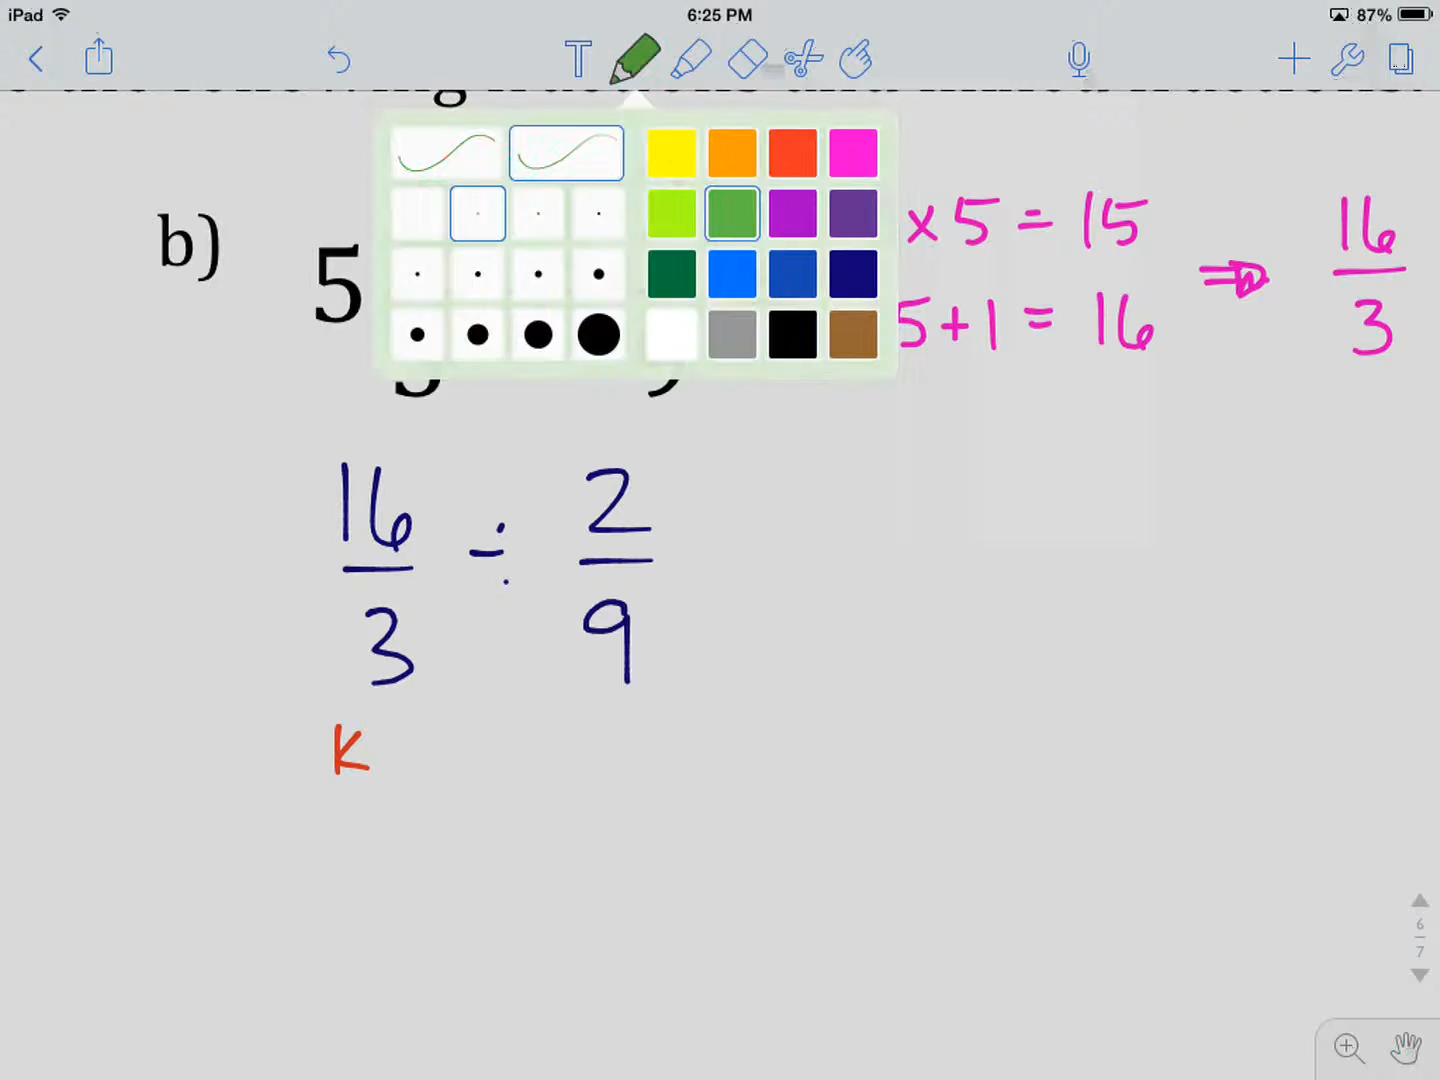 iPad 6:25 PM 87%
T
b) 5 x 5 = 15
5 + 1 = 16 ⇒ 16/3
16/3 ÷ 2/9
K
6
7